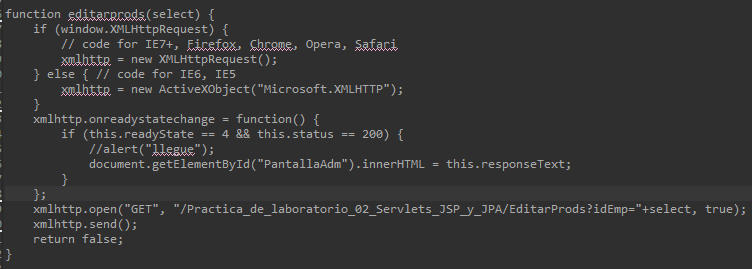 function editarprods(select) {
if (window.XMLHttpRequest) {
// code for IE7+, Firefox, Chrome, Opera, Safari
xmlhttp = new XMLHttpRequest();
} else { // code for IE6, IE5
xmlhttp = new ActiveXObject("Microsoft.XMLHTTP");
}
xmlhttp.onreadystatechange = function() {
if (this.readyState == 4 && this.status == 200) {
//alert("llegue");
document.getElementById("PantallaAdm").innerHTML = this.responseText;
}
};
xmlhttp.open("GET", "/Practica_de_laboratorio_02_Servlets_JSP_y_JPA/EditarProds?idEmp="+select, true);
xmlhttp.send();
return false;
}